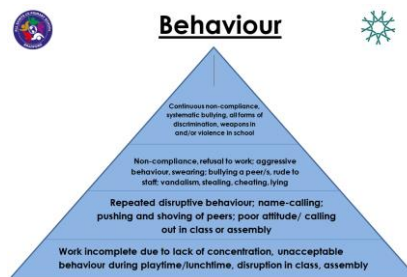 Behaviour
Continuous non-compliance,
systematic bullying, all forms of
discrimination, weapons in
and/or violence in school
Non-compliance, refusal to work; aggressive
behaviour, swearing; bullying a peer/s, rude to
staff; vandalism, stealing, cheating, lying
Repeated disruptive behaviour; name-calling;
pushing and shoving of peers; poor attitude/ calling
out in class or assembly
Work incomplete due to lack of concentration, unacceptable
behaviour during playtime/lunchtime, disruption in class, assembly